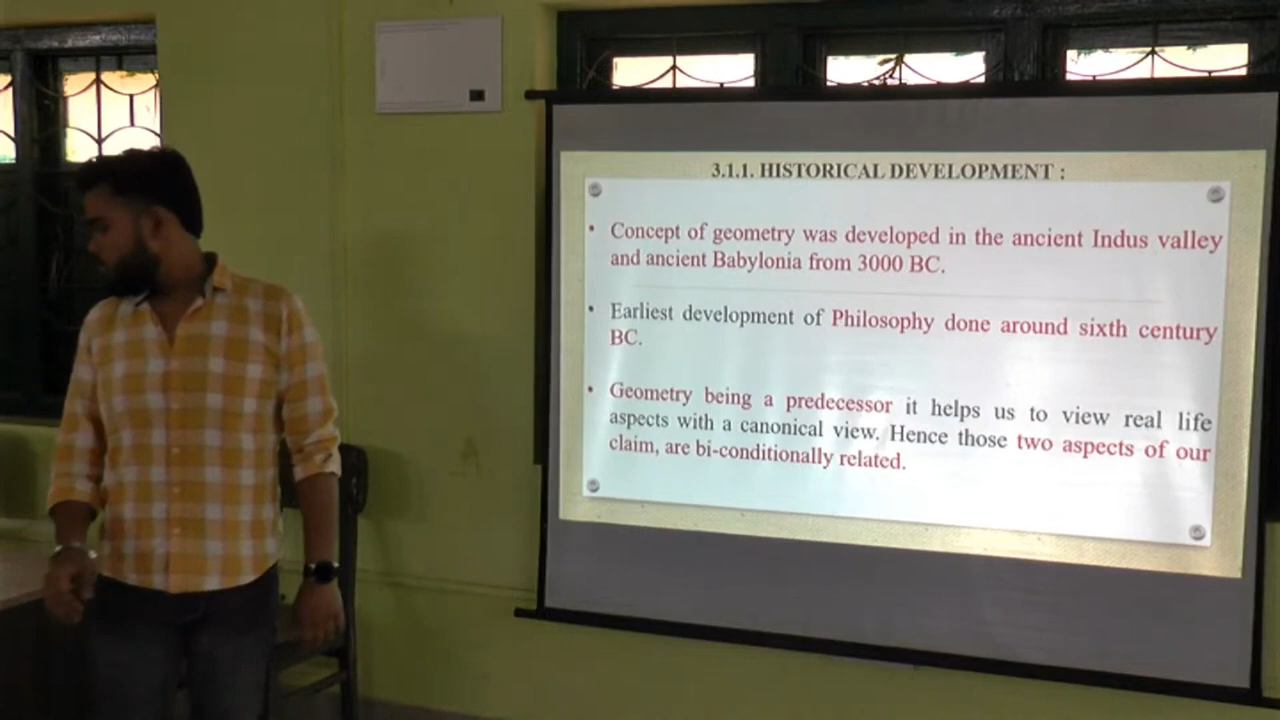 3.1.1. HISTORICAL DEVELOPMENT :
• Concept of geometry was developed in the ancient Indus valley
and ancient Babylonia from 3000 BC.
• Earliest development of Philosophy done around sixth century
BC.
• Geometry being a predecessor it helps us to view real life
aspects with a canonical view. Hence those two aspects of our
claim, are bi-conditionally related.